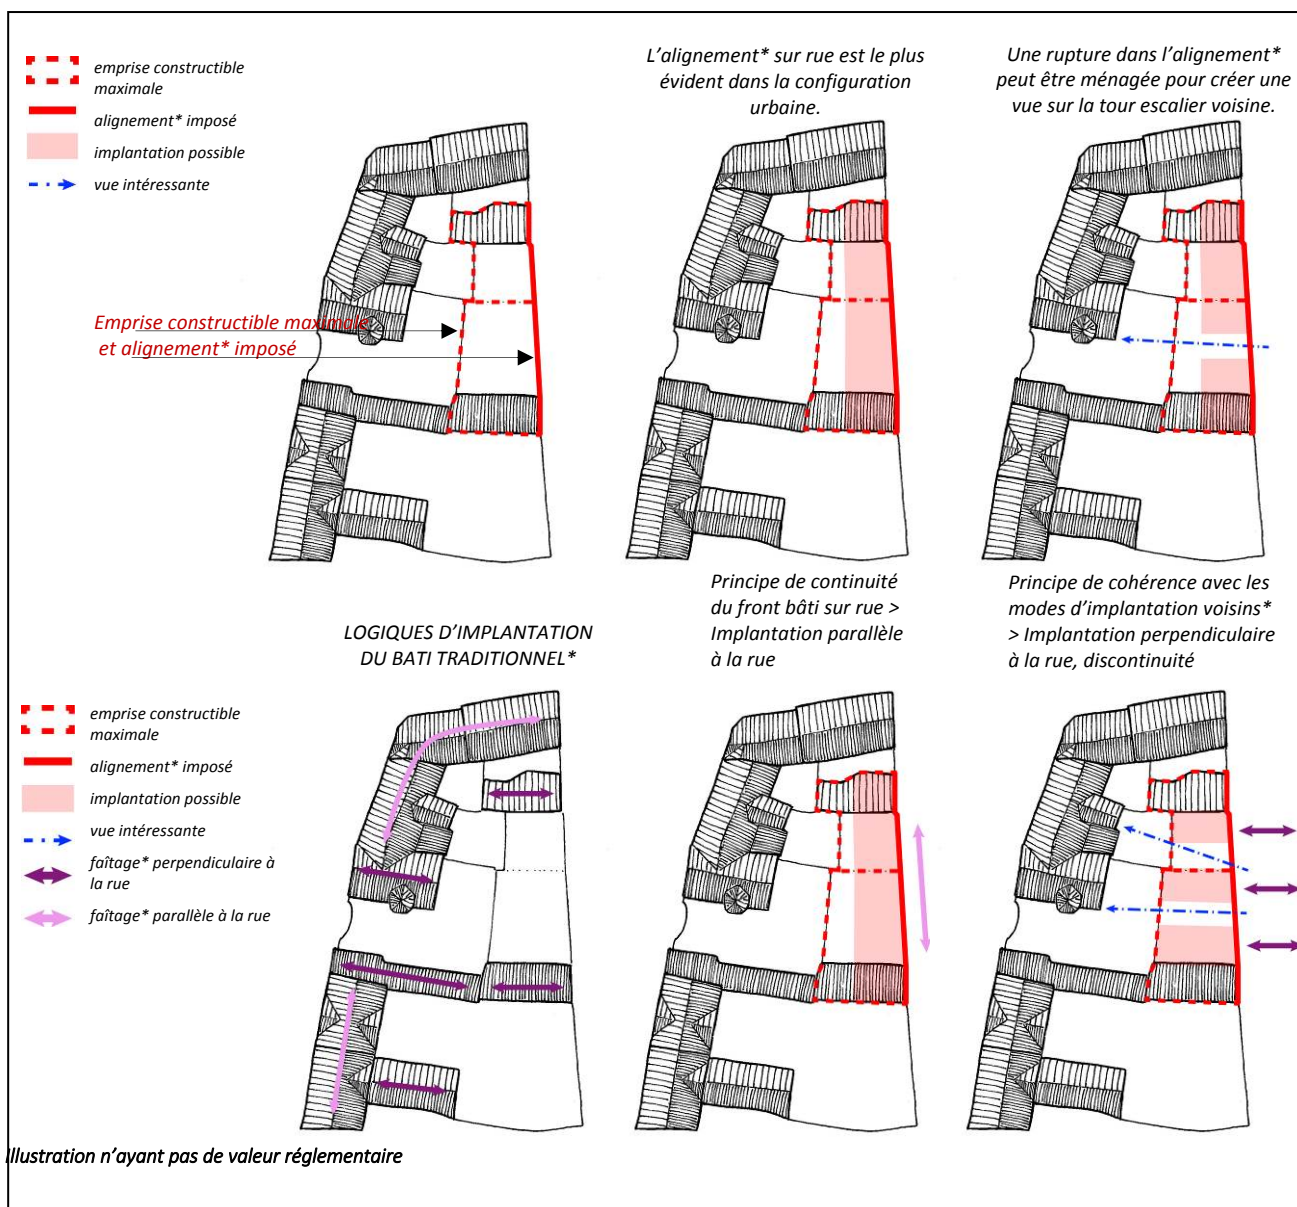 emprise constructible
maximale
alignement* imposé
implantation possible
vue intéressante
L'alignement* sur rue est le plus
évident dans la configuration
urbaine.
Une rupture dans l'alignement*
peut être ménagée pour créer une
vue sur la tour escalier voisine.
Emprise constructible maximale
et alignement* imposé
LOGIQUES D'IMPLANTATION
DU BATI TRADITIONNEL*
Principe de continuité
du front bâti sur rue >
Implantation parallèle
à la rue
Principe de cohérence avec les
modes d'implantation voisins*
> Implantation perpendiculaire
à la rue, discontinuité
emprise constructible
maximale
alignement* imposé
implantation possible
vue intéressante
faîtage* perpendiculaire à
la rue
faîtage* parallèle à la rue
Illustration n'ayant pas de valeur réglementaire